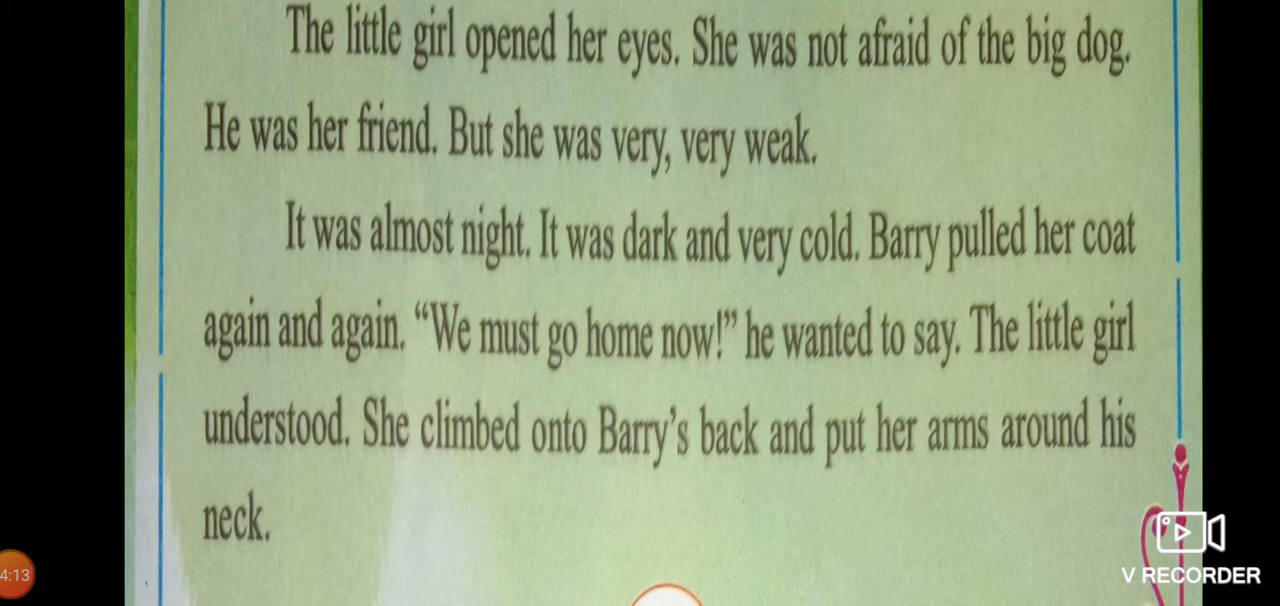 The little girl opened her eyes. She was not afraid of the big dog.
He was her friend. But she was very, very weak.
It was almost night. It was dark and very cold. Barry pulled her coat
again and again. “We must go home now!” he wanted to say. The little girl
understood. She climbed onto Barry’s back and put her arms around his
neck.
4:13
V RECORDER